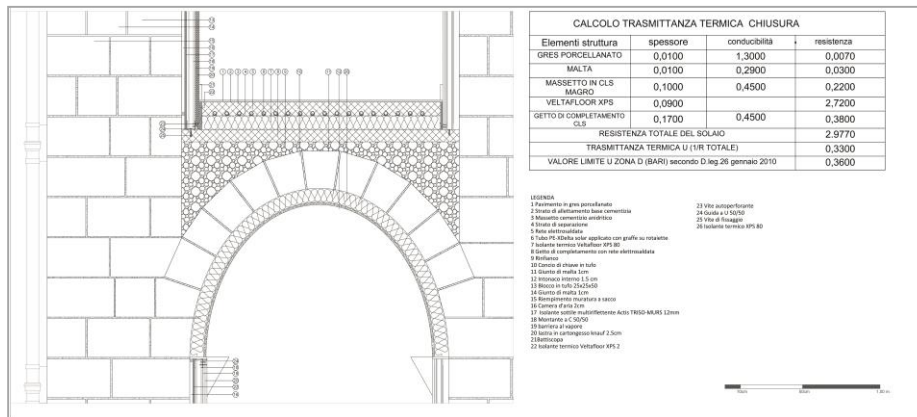 CALCOLO TRASMITTANZA TERMICA CHIUSURA
Elementi struttura spessore conducibilità resistenza
GRES PORCELLANATO 0,0100 1,3000 0,0070
MALTA 0,0100 0,2900 0,0300
MASSETTO IN CLS MAGRO 0,1000 0,4500 0,2200
VELTAFLOOR XPS 0,0900 2,7200
GETTO DI COMPLETAMENTO CLS 0,1700 0,4500 0,3800
RESISTENZA TOTALE DEL SOLAIO 2.9770
TRASMITTANZA TERMICA U (1/R TOTALE) 0,3300
VALORE LIMITE U ZONA D (BARI) secondo D.leg.26 gennaio 2010 0,3600
LEGENDA
1 Pavimento in gres porcellanato
2 Strato di allettamento base cementizia
3 Massetto cementizio anidritico
4 Strato di separazione
5 Rete elettrosaldata
6 Tubo PE-XDelta solar applicato con graffe su rotalette
7 Isolante termico Veltafloor XPS 80
8 Getto di completamento con rete elettrosaldata
9 Rinfianco
10 Concio di chiave in tufo
11 Giunto di malta 1cm
12 Intonaco interno 1.5 cm
13 Blocco in tufo 25x25x50
14 Giunto di malta 1cm
15 Riempimento muratura a sacco
16 Camera d'aria 2cm
17 Isolante sottile multiriflettente Actis TRISO-MURS 12mm
18 Montante a C 50/50
19 barriera al vapore
20 lastra in cartongesso knauf 2.5cm
21Battiscopa
22 Isolante termico Veltafloor XPS 2
23 Vite autoperforante
24 Guida a U 50/50
25 Vite di fissaggio
26 Isolante termico XPS 80
10cm 50cm 1.00 m